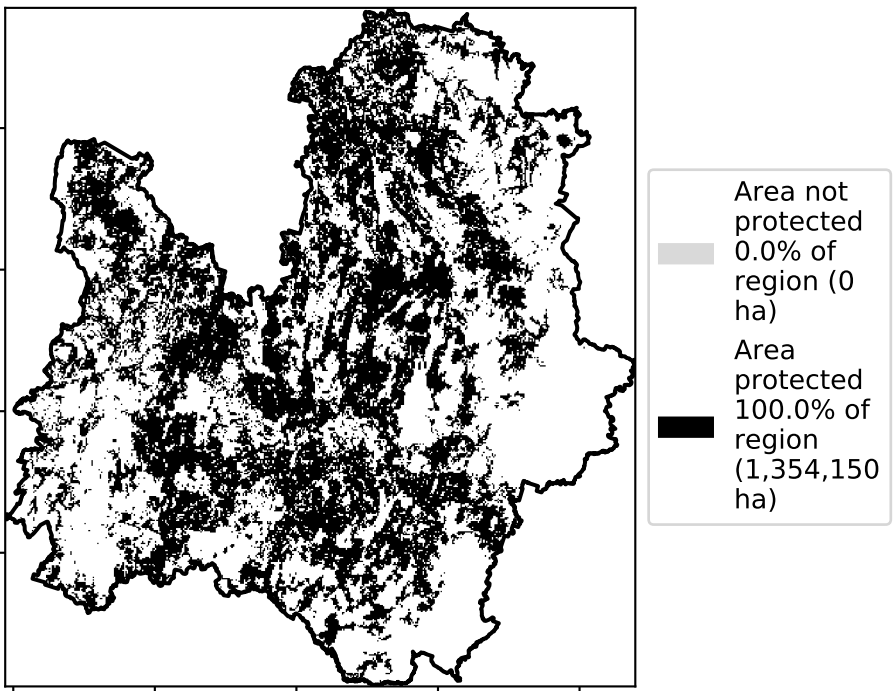 Area not
protected
0.0% of
region (0
ha)
Area
protected
100.0% of
region
(1,354,150
ha)